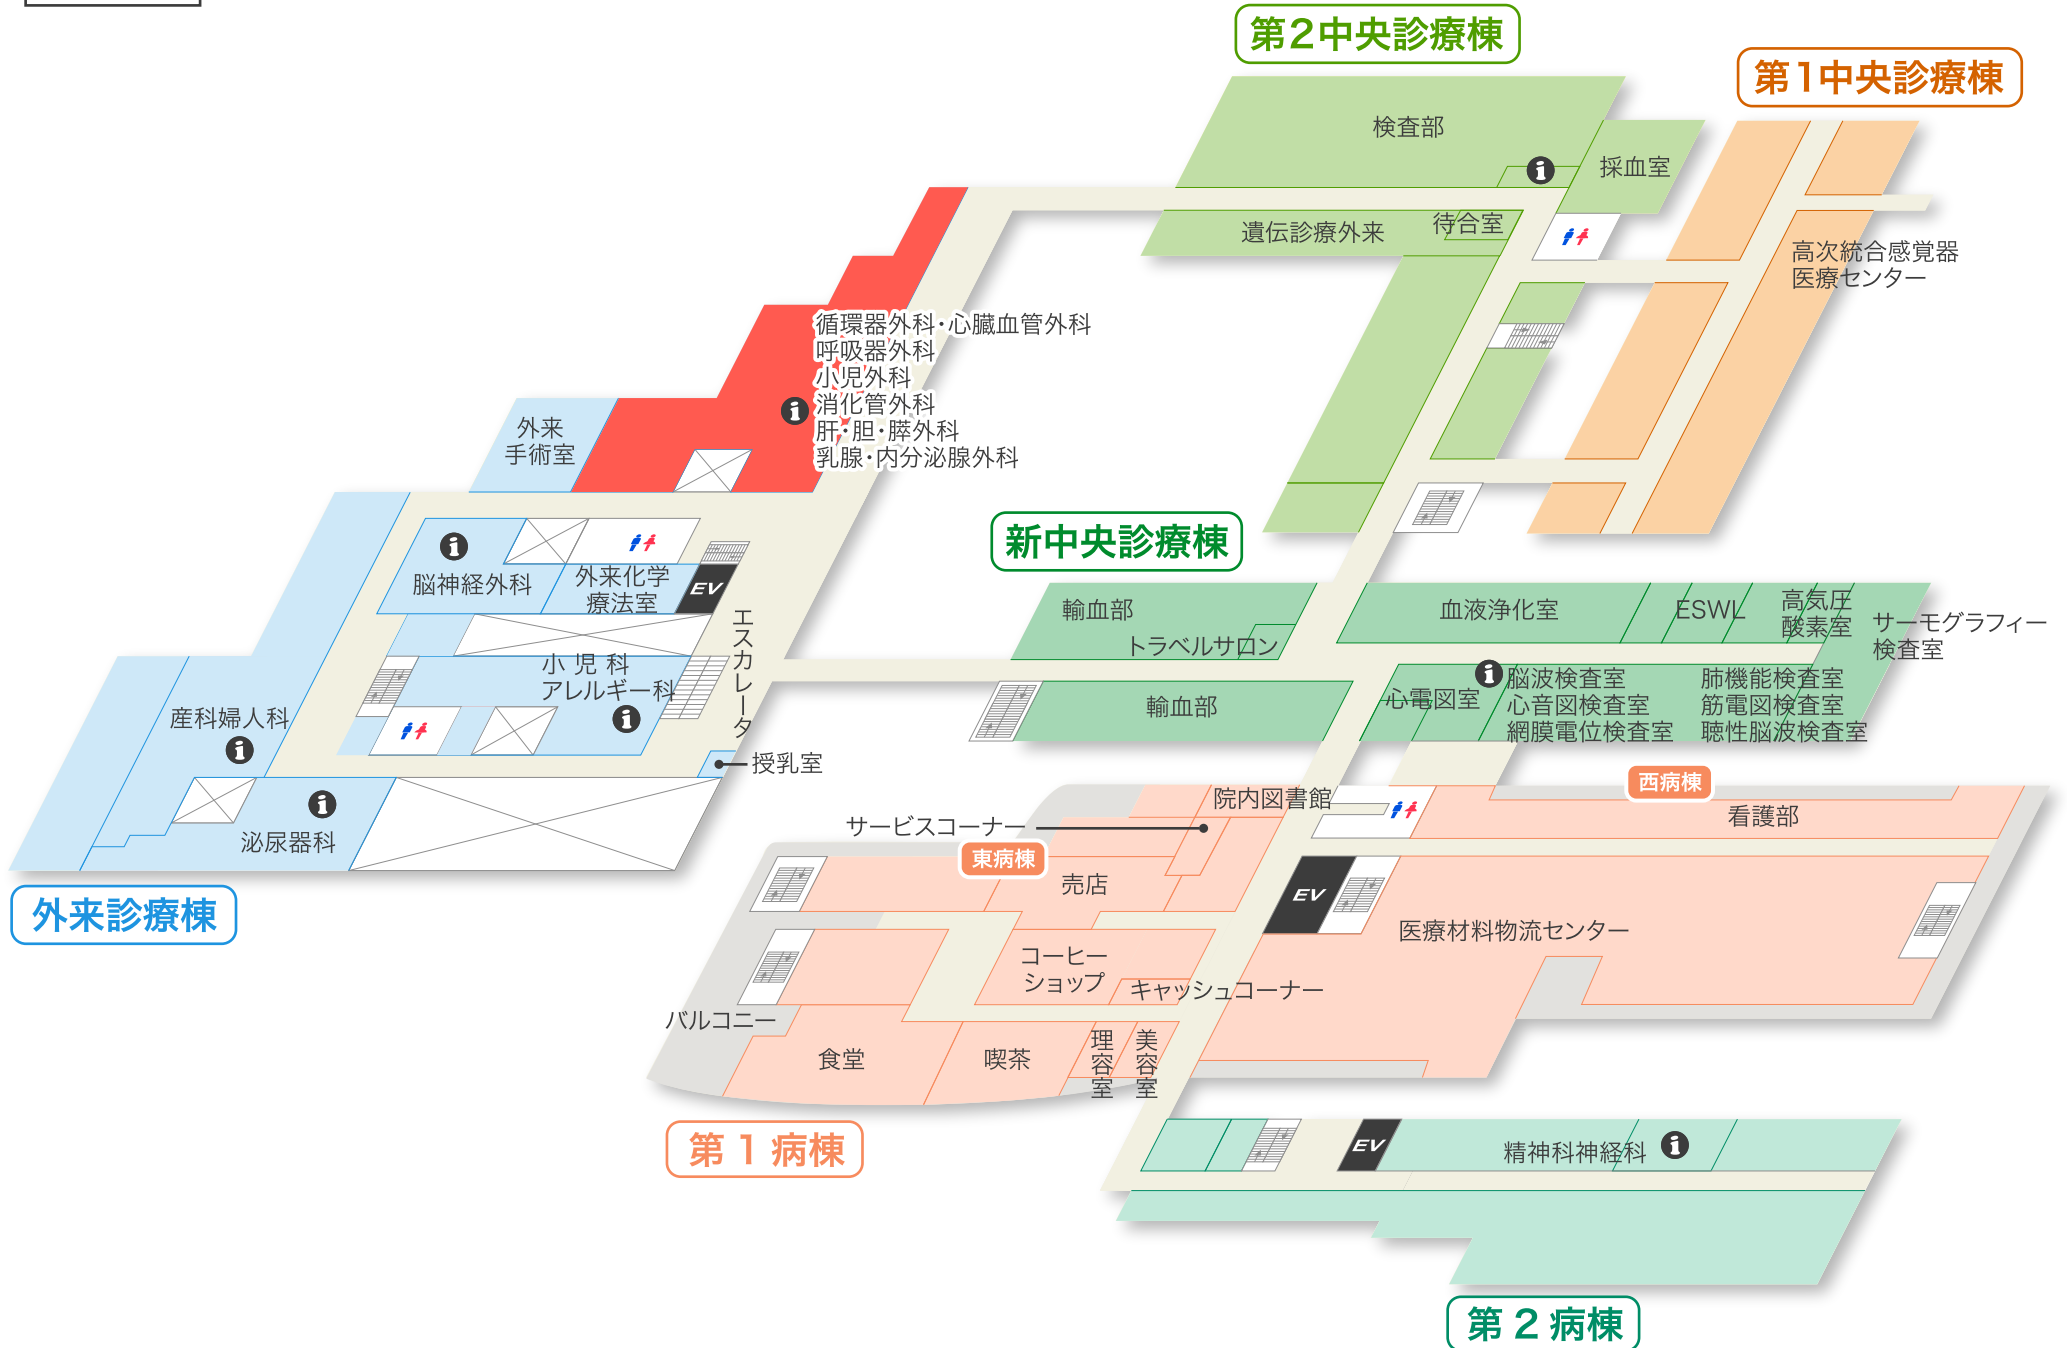 第2中央診療棟
第1中央診療棟
検査部
採血室
遺伝診療外来
待合室
高次統合感覚器
医療センター
循環器外科・心臓血管外科
呼吸器外科
小児外科
消化管外科
肝・胆・膵外科
乳腺・内分泌腺外科
外来
手術室
脳神経外科
外来化学
療法室
EV
エスカレータ
小児科
アレルギー科
産科婦人科
授乳室
泌尿器科
外来診療棟
新中央診療棟
輸血部
トラベルサロン
血液浄化室
ESWL
高気圧
酸素室
サーモグラフィー
検査室
輸血部
心電図室
脳波検査室
心音図検査室
網膜電位検査室
肺機能検査室
筋電図検査室
聴性脳波検査室
西病棟
院内図書館
看護部
サービスコーナー
東病棟
売店
EV
医療材料物流センター
コーヒー
ショップ
キャッシュコーナー
バルコニー
食堂
喫茶
理容室
美容室
第1病棟
EV
精神科神経科
第2病棟